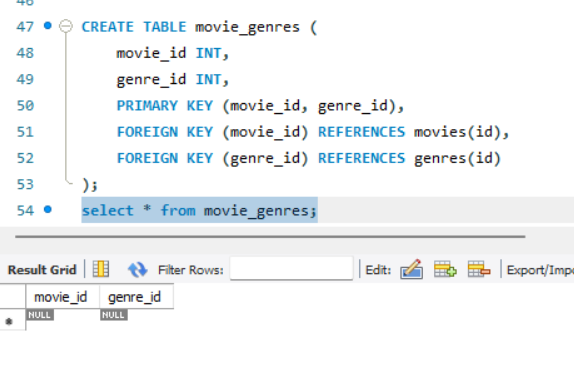 47 CREATE TABLE movie_genres (
48 movie_id INT,
49 genre_id INT,
50 PRIMARY KEY (movie_id, genre_id),
51 FOREIGN KEY (movie_id) REFERENCES movies(id),
52 FOREIGN KEY (genre_id) REFERENCES genres(id)
53 );
54 select * from movie_genres;
Result Grid Filter Rows: Edit: Export/Impo
movie_id genre_id
* NULL NULL